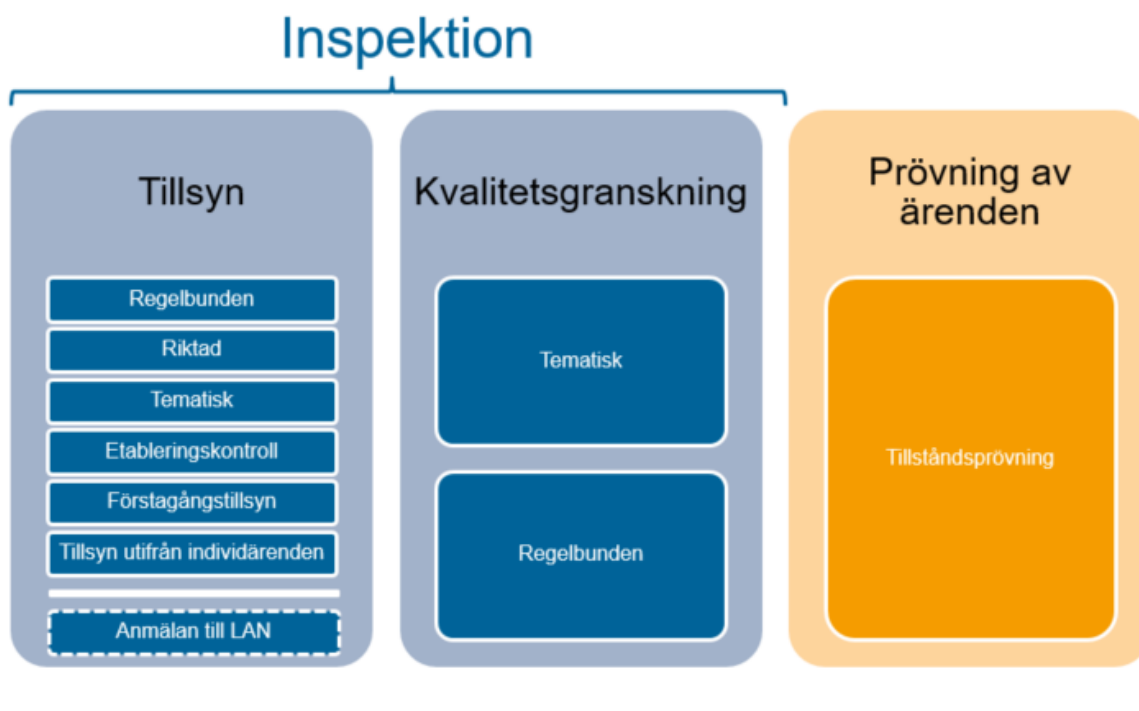 Inspektion
Tillsyn
Regelbunden
Riktad
Tematisk
Etableringskontroll
Förstagångstillsyn
Tillsyn utifrån individärenden
Anmälan till LAN
Kvalitetsgranskning
Tematisk
Regelbunden
Prövning av
ärenden
Tillståndsprövning